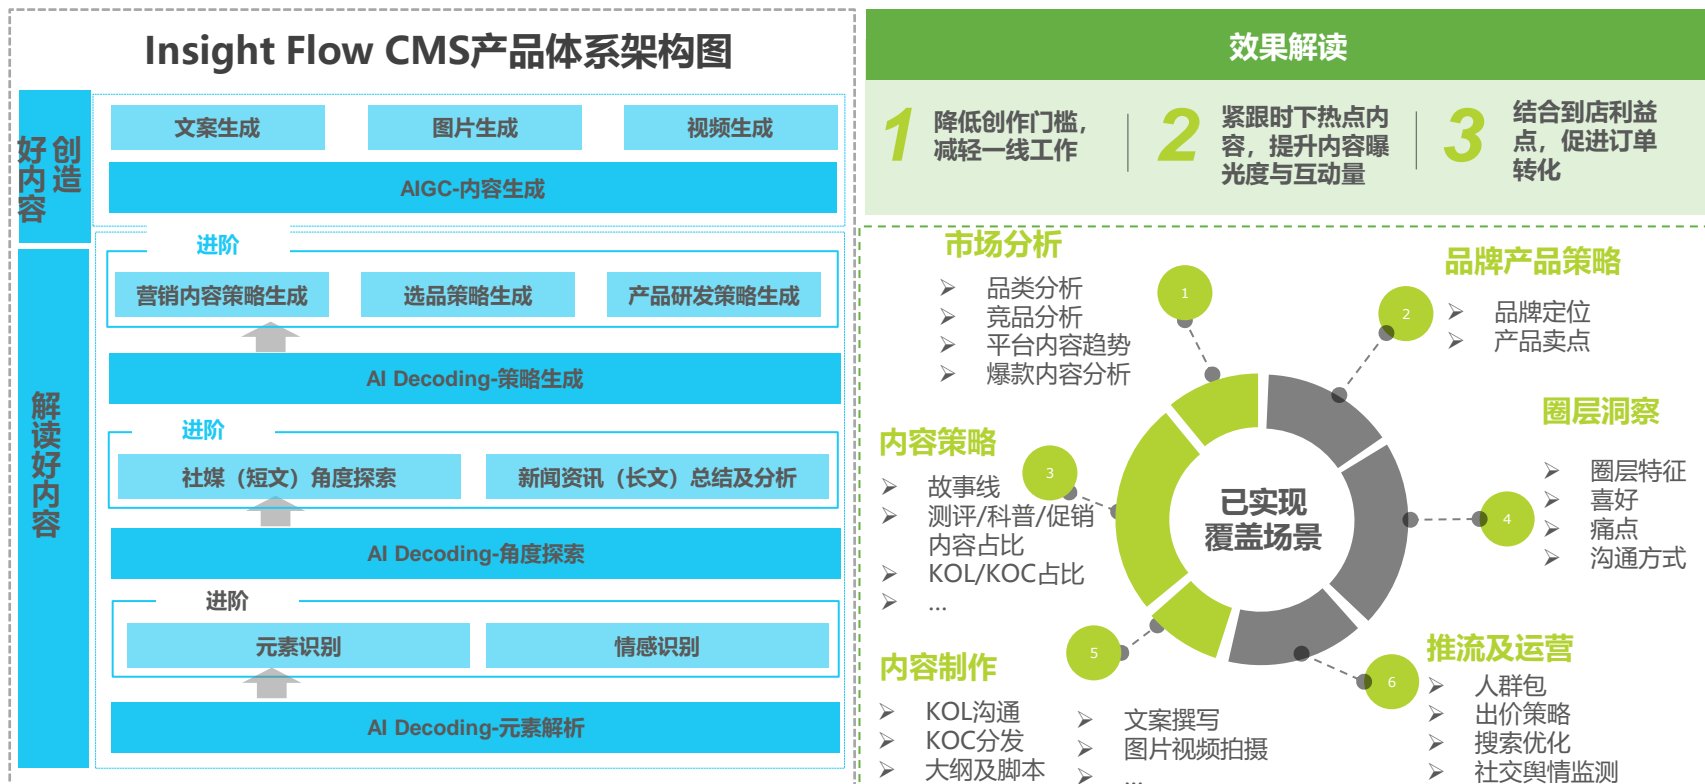 Insight Flow CMS产品体系架构图
创造
好内容
文案生成
图片生成
视频生成
AIGC-内容生成
解读好内容
进阶
营销内容策略生成
选品策略生成
产品研发策略生成
AI Decoding-策略生成
进阶
社媒（短文）角度探索
新闻资讯（长文）总结及分析
AI Decoding-角度探索
进阶
元素识别
情感识别
AI Decoding-元素解析
效果解读
1
降低创作门槛，
减轻一线工作
2
紧跟时下热点内
容，提升内容曝
光度与互动量
3
结合到店利益
点，促进订单
转化
市场分析
品类分析
竞品分析
平台内容趋势
爆款内容分析
1
品牌产品策略
品牌定位
产品卖点
2
内容策略
故事线
测评/科普/促销
内容占比
KOL/KOC占比
...
3
已实现
覆盖场景
圈层洞察
圈层特征
喜好
痛点
沟通方式
4
内容制作
KOL沟通
KOC分发
大纲及脚本
文案撰写
图片视频拍摄
...
5
推流及运营
人群包
出价策略
搜索优化
社交舆情监测
6